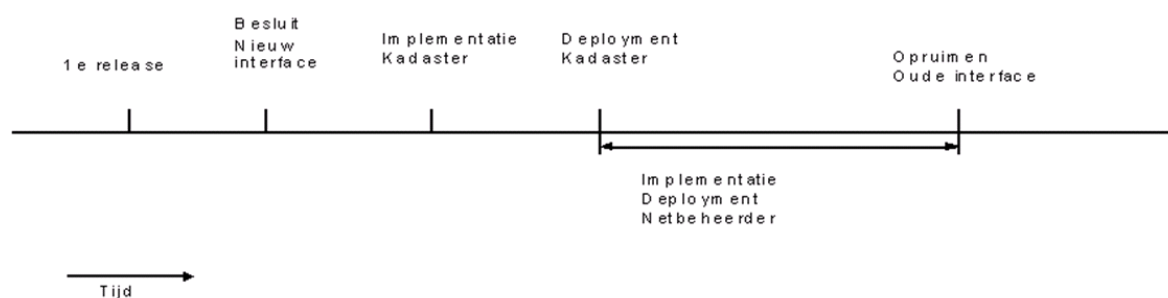 1e release
Besluit
Nieuw
interface
Implementatie
Kadaster
Deployment
Kadaster
Opruimen
Oude interface
Implementatie
Deployment
Netbeheerder
Tijd